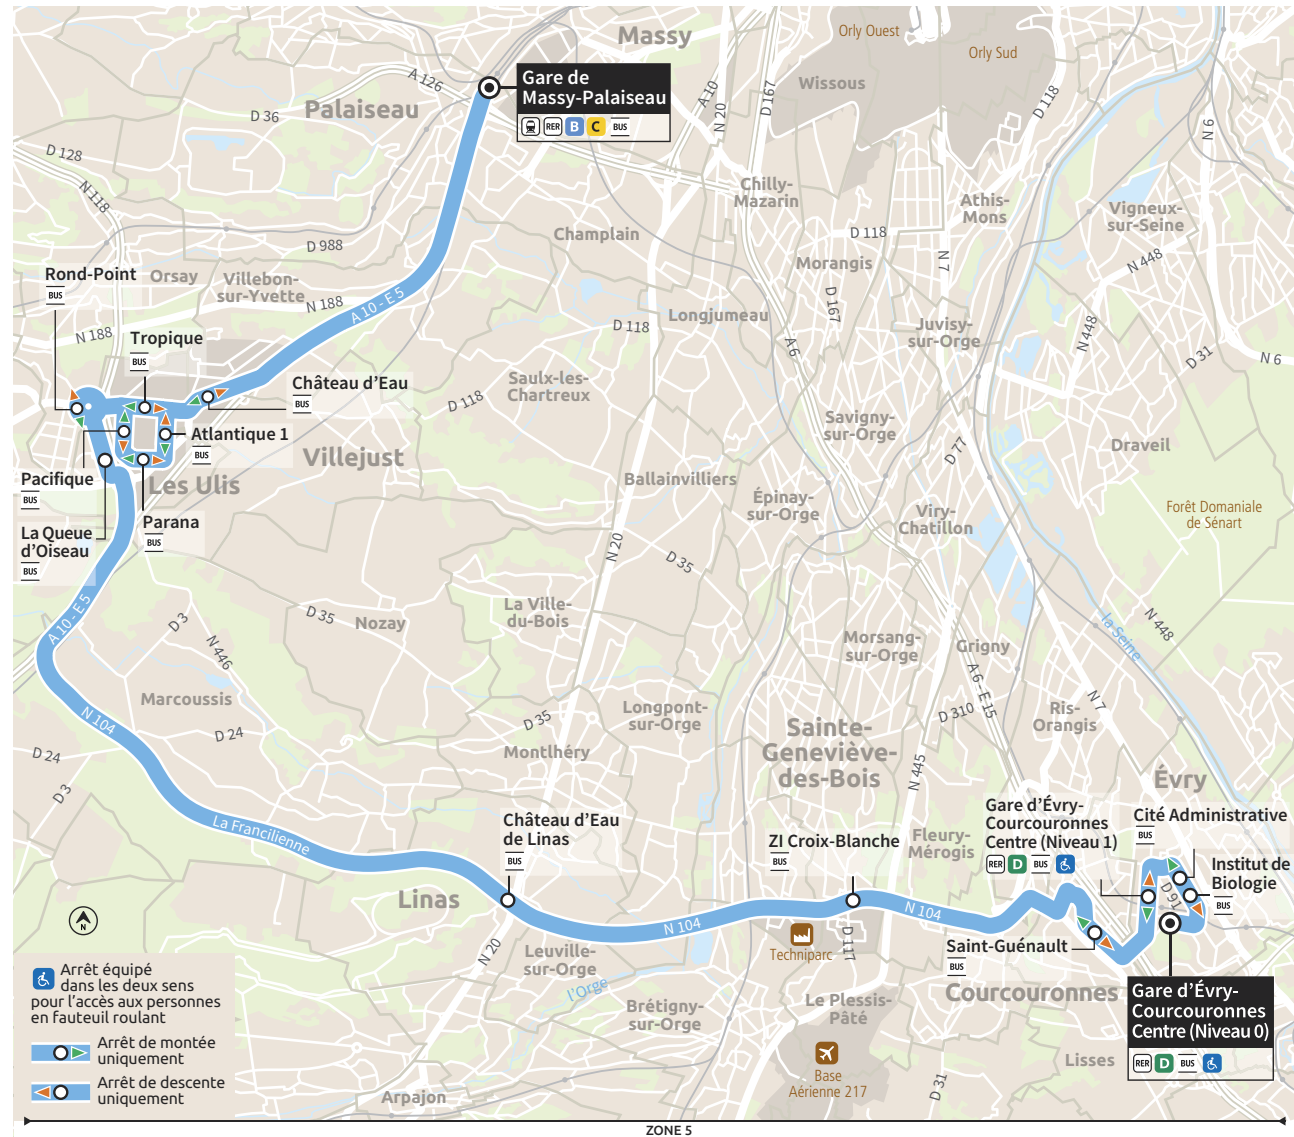 Massy
Orly Ouest
Orly Sud
Gare de
Massy-Palaiseau
RER
B
C
BUS
A 126
A 10
N 20
D 167
Wissous
D 118
N 6
Palaiseau
D 36
D 128
N 118
Chilly-
Mazarin
Athis-
Mons
Vigneux-
sur-Seine
Champlain
D 988
D 118
N 7
N 448
Morangis
Rond-Point
BUS
Orsay
Villebon-
sur-Yvette
N 188
A 10 - E 5
D 167
Longjumeau
D 118
Juvisy-
sur-Orge
N 448
A 6
D 31
N 6
N 188
Tropique
BUS
Château d'Eau
BUS
Saulx-les-
Chartreux
D 118
Savigny-
sur-Orge
D 77
Draveil
Atlantique 1
BUS
Villejust
Pacifique
BUS
Les Ulis
Ballainvilliers
Épinay-
sur-Orge
Viry-
Chatillon
Forêt Domaniale
de Sénart
Parana
BUS
La Queue
d'Oiseau
BUS
N 20
D 35
A 10 - E 5
D 3
N 446
D 35
Nozay
La Ville-
du-Bois
Morsang-
sur-Orge
Grigny
la Seine
N 448
A 6 - E 15
Marcoussis
N 104
D 24
D 24
D 3
D 35
Longpont-
sur-Orge
Montlhéry
Sainte-
Geneviève-
des-Bois
D 310
Ris-
Orangis
N 7
N 445
Évry
La Francilienne
Château d'Eau
de Linas
BUS
ZI Croix-Blanche
BUS
Fleury-
Mérogis
Gare d'Évry-
Courcouronnes
Centre (Niveau 1)
RER
D
BUS
Cité Administrative
BUS
Institut de
Biologie
BUS
D 91
Linas
N 104
N 104
N 20
Leuville-
sur-Orge
l'Orge
Techniparc
D 117
Saint-Guénault
BUS
Courcouronnes
Gare d'Évry-
Courcouronnes
Centre (Niveau 0)
RER
D
BUS
Brétigny-
sur-Orge
Le Plessis-
Pâté
Base
Aérienne 217
D 31
Lisses
Arpajon
N
Arrêt équipé
dans les deux sens
pour l'accès aux personnes
en fauteuil roulant
Arrêt de montée
uniquement
Arrêt de descente
uniquement
ZONE 5